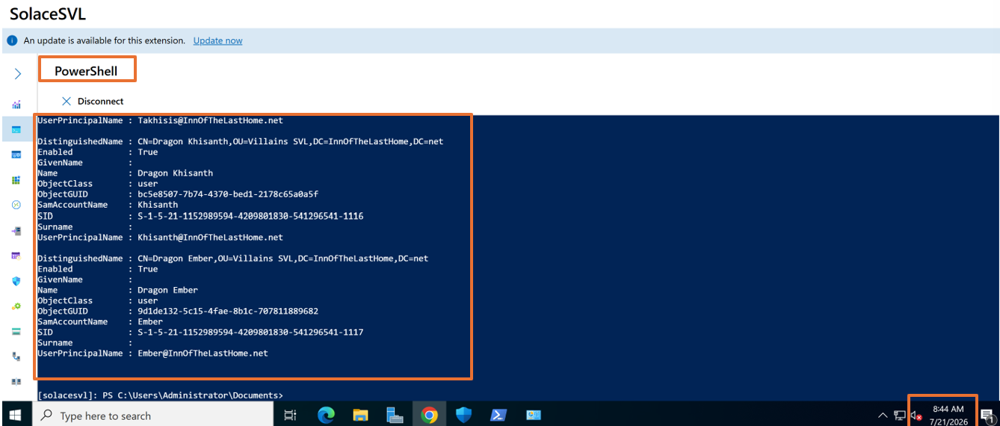 SolaceSVL
An update is available for this extension. Update now
PowerShell
Disconnect
UserPrincipalName : Takhisis@InnOfTheLastHome.net
DistinguishedName : CN=Dragon Khisanth,OU=Villains SVL,DC=InnOfTheLastHome,DC=net
Enabled : True
GivenName :
Name : Dragon Khisanth
ObjectClass : user
ObjectGUID : bc5e8507-7b74-4370-bed1-2178c65a0a5f
SamAccountName : Khisanth
SID : S-1-5-21-1152989594-4209801830-541296541-1116
Surname :
UserPrincipalName : Khisanth@InnOfTheLastHome.net
DistinguishedName : CN=Dragon Ember,OU=Villains SVL,DC=InnOfTheLastHome,DC=net
Enabled : True
GivenName :
Name : Dragon Ember
ObjectClass : user
ObjectGUID : 9d1de132-5c15-4fae-8b1c-707811889682
SamAccountName : Ember
SID : S-1-5-21-1152989594-4209801830-541296541-1117
Surname :
UserPrincipalName : Ember@InnOfTheLastHome.net
[solacesvl]: PS C:\Users\Administrator\Documents>
Type here to search
8:44 AM
7/21/2026
1